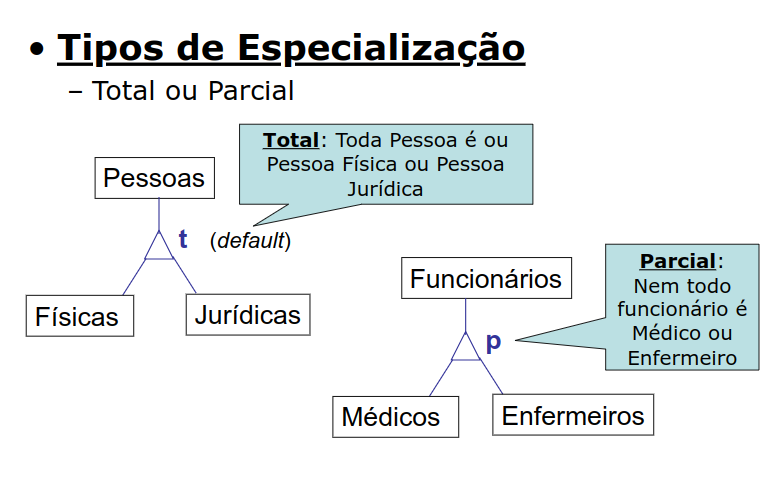 • Tipos de Especialização
– Total ou Parcial
Total: Toda Pessoa é ou
Pessoa Física ou Pessoa
Jurídica
Pessoas
t (default)
Físicas
Jurídicas
Funcionários
Parcial:
Nem todo
funcionário é
Médico ou
Enfermeiro
p
Médicos
Enfermeiros